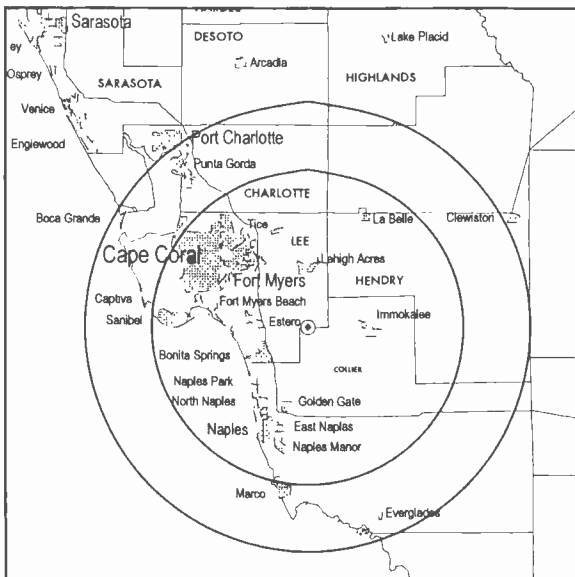 Sarasota
DESOTO
Lake Placid
ey
Arcadia
Osprey
SARASOTA
HIGHLANDS
Venice
Englewood
Port Charlotte
Punta Gorda
CHARLOTTE
Boca Grande
Tice
La Belle
Clewiston
LEE
Cape Coral
Lehigh Acres
Fort Myers
HENDRY
Captiva
Fort Myers Beach
Sanibel
Estero
Immokalee
Bonita Springs
COLLIER
Naples Park
North Naples
Golden Gate
Naples
East Naples
Naples Manor
Marco
Everglades